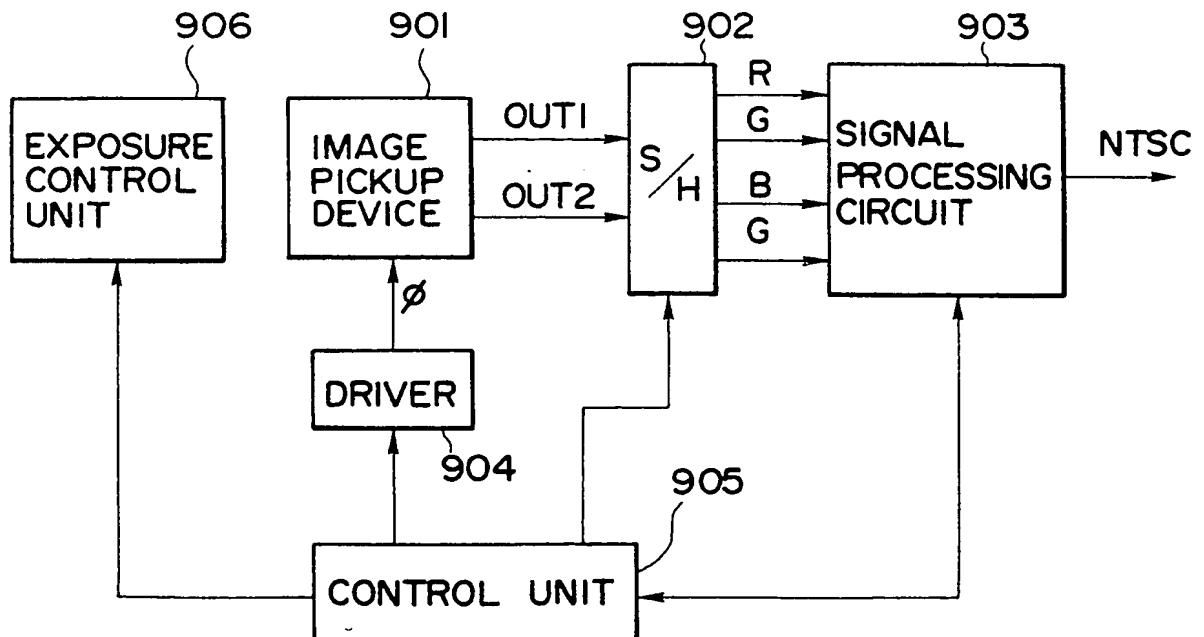 906
901
902
903
EXPOSURE
CONTROL
UNIT
IMAGE
PICKUP
DEVICE
OUT1
OUT2
S/H
R
G
B
G
SIGNAL
PROCESSING
CIRCUIT
NTSC
ø
DRIVER
904
905
CONTROL UNIT